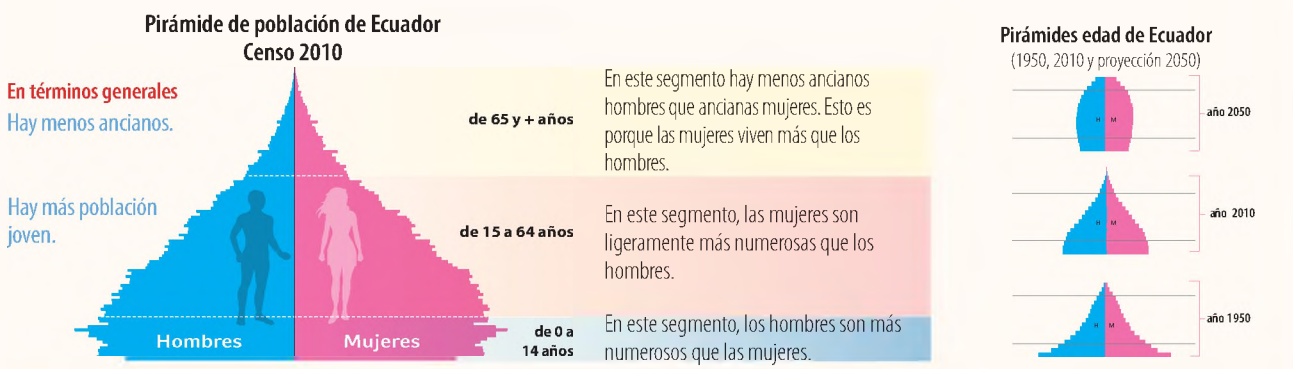 Pirámide de población de Ecuador
Censo 2010
En términos generales
Hay menos ancianos.
Hay más población
joven.
de 65 y + años
En este segmento hay menos ancianos
hombres que ancianas mujeres. Esto es
porque las mujeres viven más que los
hombres.
de 15 a 64 años
En este segmento, las mujeres son
ligeramente más numerosas que los
hombres.
de 0 a
14 años
En este segmento, los hombres son más
numerosos que las mujeres.
Hombres
Mujeres
Pirámides edad de Ecuador
(1950, 2010 y proyección 2050)
H M
año 2050
H M
año 2010
H M
año 1950